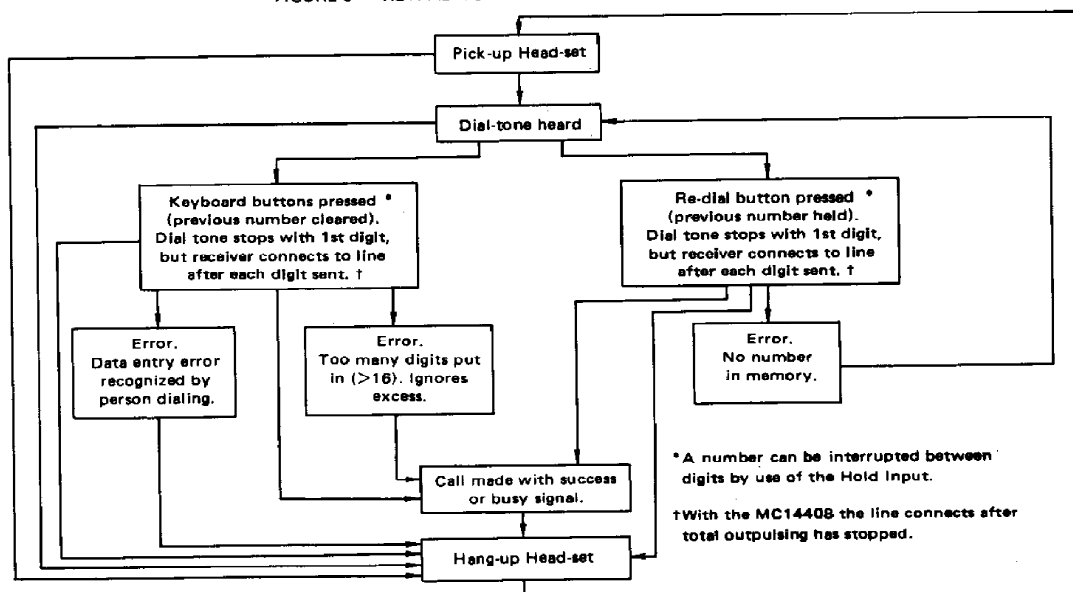 Pick-up Head-set
Dial-tone heard
Keyboard buttons pressed *
(previous number cleared).
Dial tone stops with 1st digit,
but receiver connects to line
after each digit sent. †
Re-dial button pressed *
(previous number held).
Dial tone stops with 1st digit,
but receiver connects to line
after each digit sent. †
Error.
Data entry error
recognized by
person dialing.
Error.
Too many digits put
in (>16). Ignores
excess.
Error.
No number
in memory.
Call made with success
or busy signal.
*A number can be interrupted between
digits by use of the Hold Input.
†With the MC14408 the line connects after
total outpulsing has stopped.
Hang-up Head-set